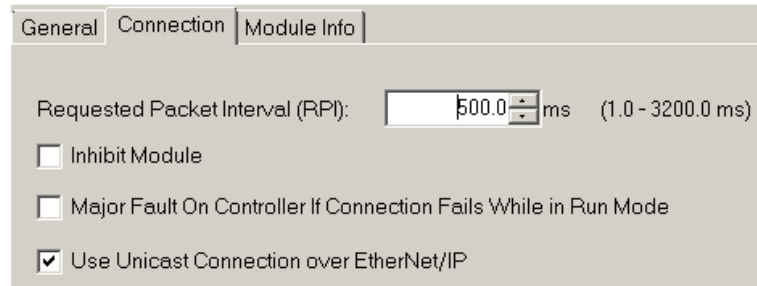 General Connection Module Info
Requested Packet Interval (RPI): 500.0 ms (1.0 - 3200.0 ms)
Inhibit Module
Major Fault On Controller If Connection Fails While in Run Mode
Use Unicast Connection over EtherNet/IP